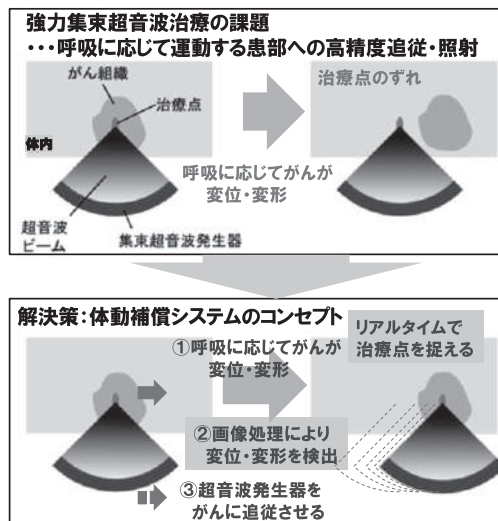 強力集束超音波治療の課題
・・・呼吸に応じて運動する患部への高精度追従・照射
がん組織
治療点
体内
超音波
ビーム
集束超音波発生器
呼吸に応じてがんが
変位・変形
治療点のずれ
解決策：体動補償システムのコンセプト
①呼吸に応じてがんが
変位・変形
リアルタイムで
治療点を捉える
②画像処理により
変位・変形を検出
③超音波発生器を
がんに追従させる